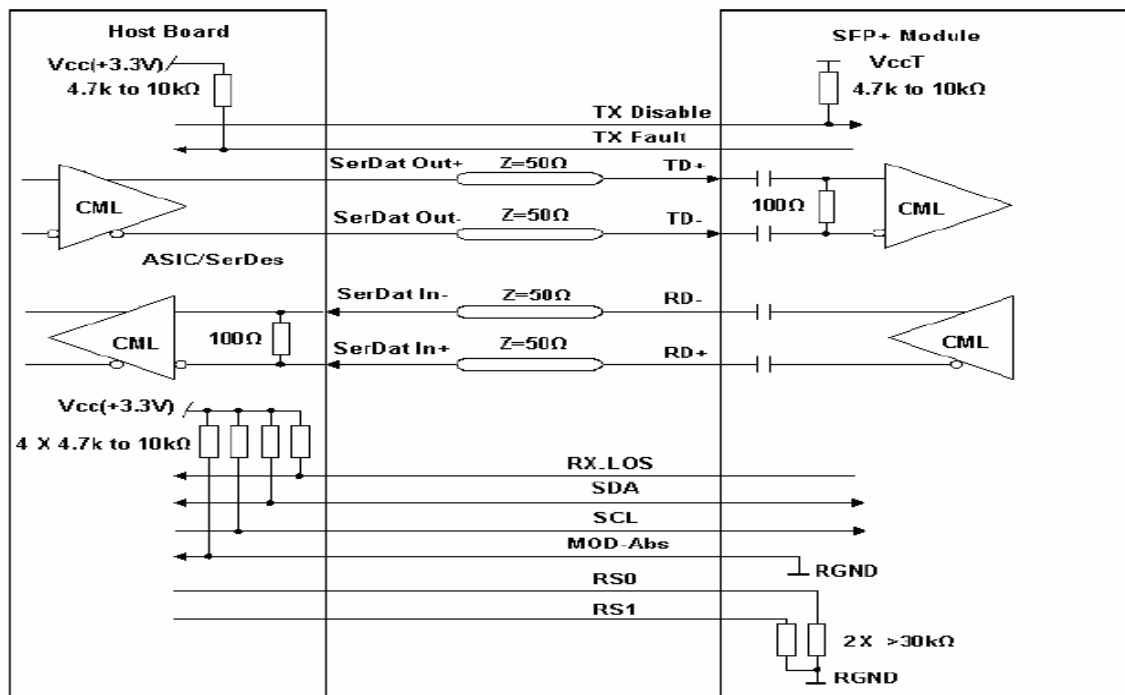 Host Board
SFP+ Module
Vcc(+3.3V)
VccT
4.7k to 10kΩ
4.7k to 10kΩ
TX Disable
TX Fault
SerDat Out+
Z=50Ω
TD+
CML
100Ω
CML
SerDat Out-
Z=50Ω
TD-
ASIC/SerDes
SerDat In-
Z=50Ω
RD-
100Ω
CML
CML
SerDat In+
Z=50Ω
RD+
Vcc(+3.3V)
4 X 4.7k to 10kΩ
RX-LOS
SDA
SCL
MOD-Abs
RGND
RS0
RS1
2X >30kΩ
RGND